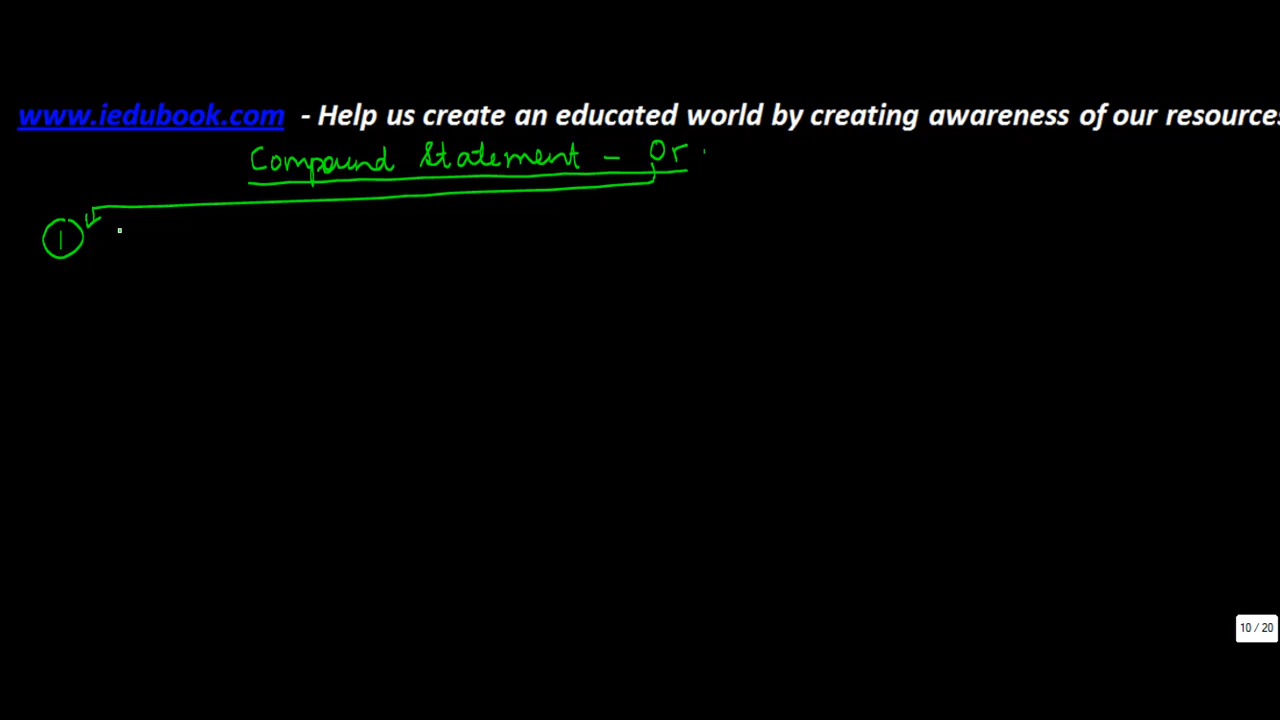 www.iedubook.com - Help us create an educated world by creating awareness of our resources
Compound Statement - Or.
1
10 / 20